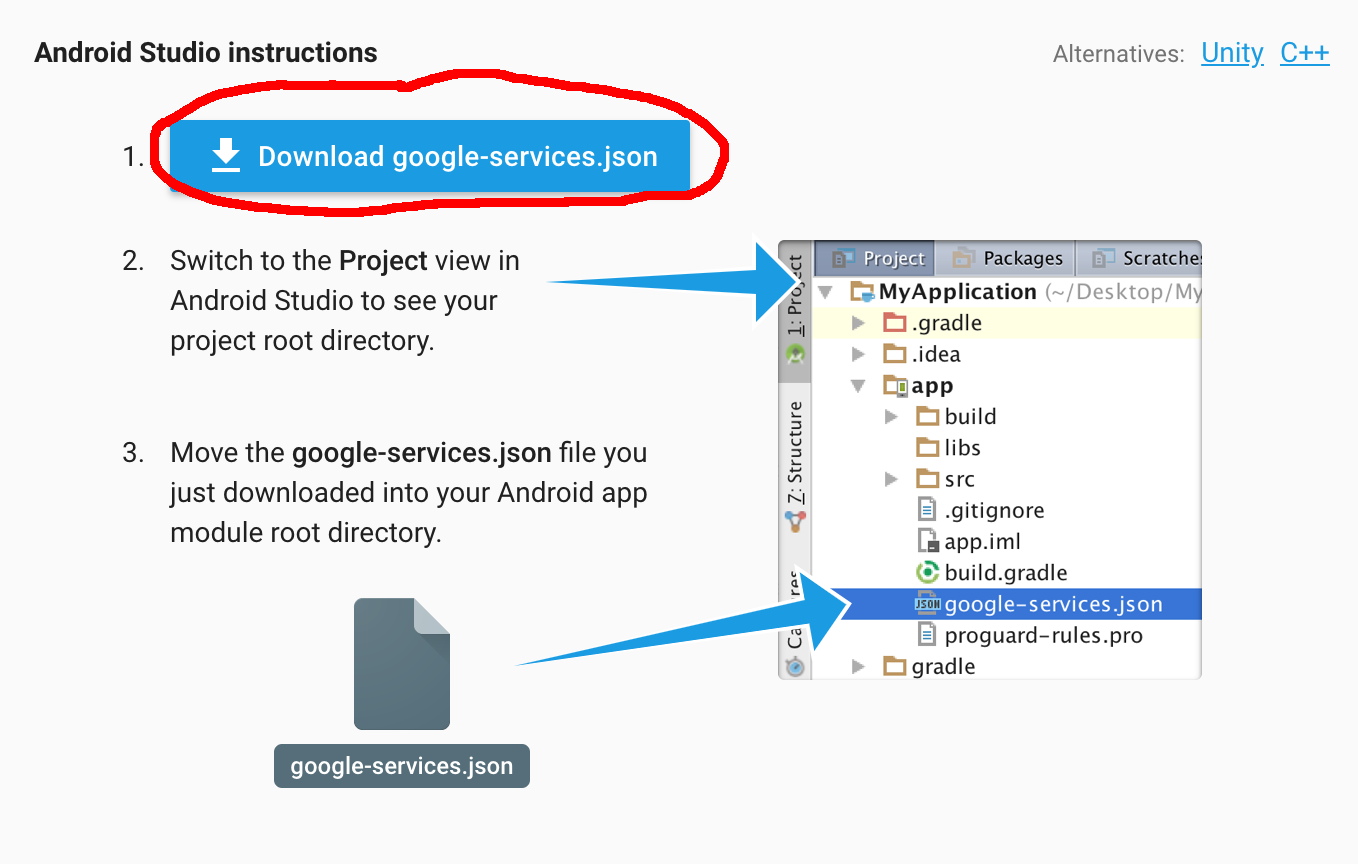 Android Studio instructions
Alternatives: Unity C++
1. Download google-services.json
2. Switch to the Project view in
Android Studio to see your
project root directory.
3. Move the google-services.json file you
just downloaded into your Android app
module root directory.
google-services.json
1: Project
Z: Structure
Project Packages Scratches
MyApplication (~/Desktop/My
.gradle
.idea
app
build
libs
src
.gitignore
app.iml
build.gradle
JSON google-services.json
proguard-rules.pro
gradle